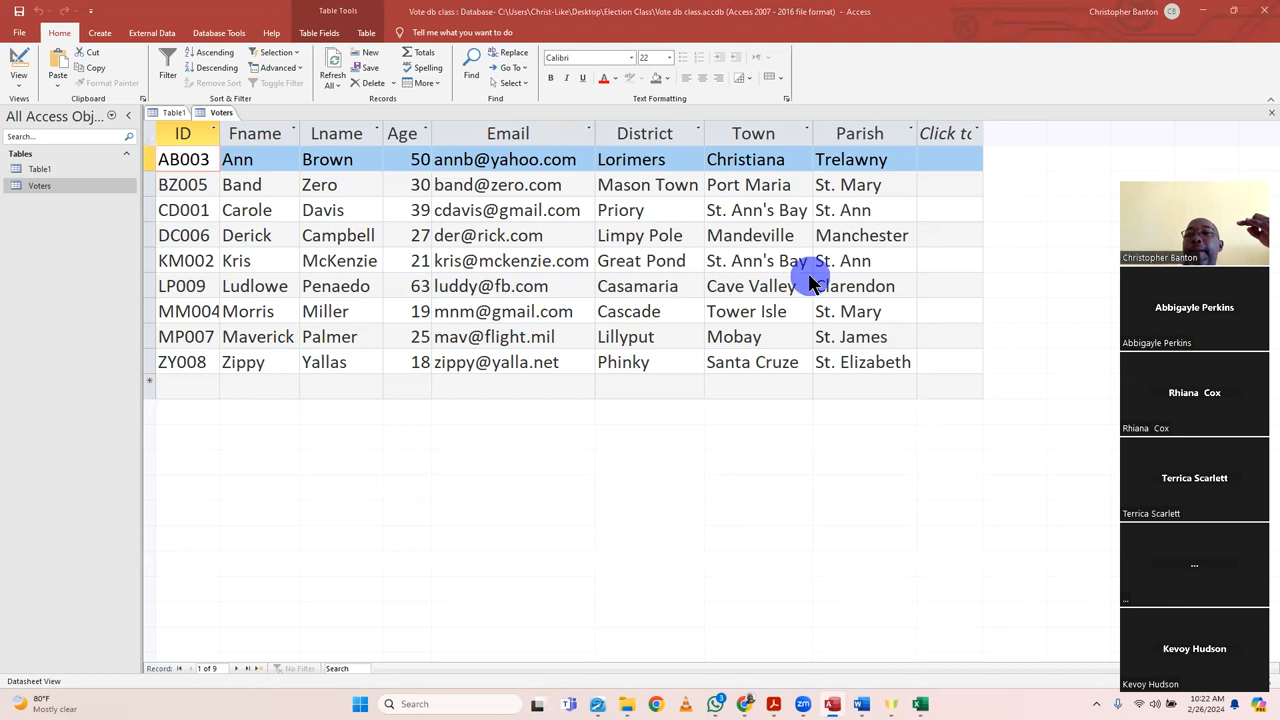 Table Tools
Vote db class : Database- C:\Users\Christ-Like\Desktop\Election Class\Vote db class.accdb (Access 2007 - 2016 file format) - Access
Christopher Banton CB
File Home Create External Data Database Tools Help Table Fields Table Tell me what you want to do
View Paste Cut Copy Format Painter
Filter Ascending Descending Remove Sort Selection Advanced Toggle Filter
Refresh All New Save Delete Totals Spelling More
Find Replace Go To Select
Calibri 22
B I U A
Views Clipboard Sort & Filter Records Find Text Formatting
All Access Obj...
Search...
Tables
Table1
Voters
Table1 Voters
ID Fname Lname Age Email District Town Parish Click to
AB003 Ann Brown 50 annb@yahoo.com Lorimers Christiana Trelawny
BZ005 Band Zero 30 band@zero.com Mason Town Port Maria St. Mary
CD001 Carole Davis 39 cdavis@gmail.com Priory St. Ann's Bay St. Ann
DC006 Derick Campbell 27 der@rick.com Limpy Pole Mandeville Manchester
KM002 Kris McKenzie 21 kris@mckenzie.com Great Pond St. Ann's Bay St. Ann
LP009 Ludlowe Penaedo 63 luddy@fb.com Casamaria Cave Valley Clarendon
MM004 Morris Miller 19 mnm@gmail.com Cascade Tower Isle St. Mary
MP007 Maverick Palmer 25 mav@flight.mil Lillyput Mobay St. James
ZY008 Zippy Yallas 18 zippy@yalla.net Phinky Santa Cruze St. Elizabeth
*
Christopher Banton
Abbigayle Perkins
Abbigayle Perkins
Rhiana Cox
Rhiana Cox
Terrica Scarlett
Terrica Scarlett
...
...
Kevoy Hudson
Kevoy Hudson
Record: 1 of 9 No Filter Search
Datasheet View
80°F
Mostly clear
Search
3
zm
10:22 AM
2/26/2024